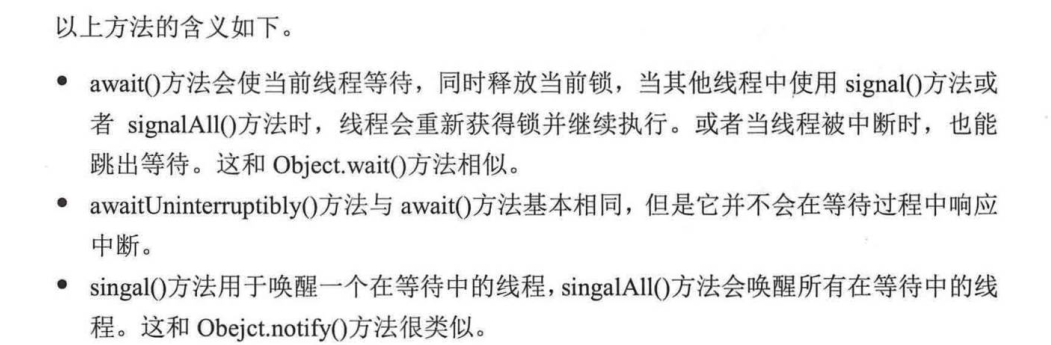 以上方法的含义如下。
• await()方法会使当前线程等待，同时释放当前锁，当其他线程中使用 signal()方法或
者 signalAll()方法时，线程会重新获得锁并继续执行。或者当线程被中断时，也能
跳出等待。这和 Object.wait()方法相似。
• awaitUninterruptibly()方法与 await()方法基本相同，但是它并不会在等待过程中响应
中断。
• singal()方法用于唤醒一个在等待中的线程，singalAll()方法会唤醒所有在等待中的线
程。这和 Obejct.notify()方法很类似。